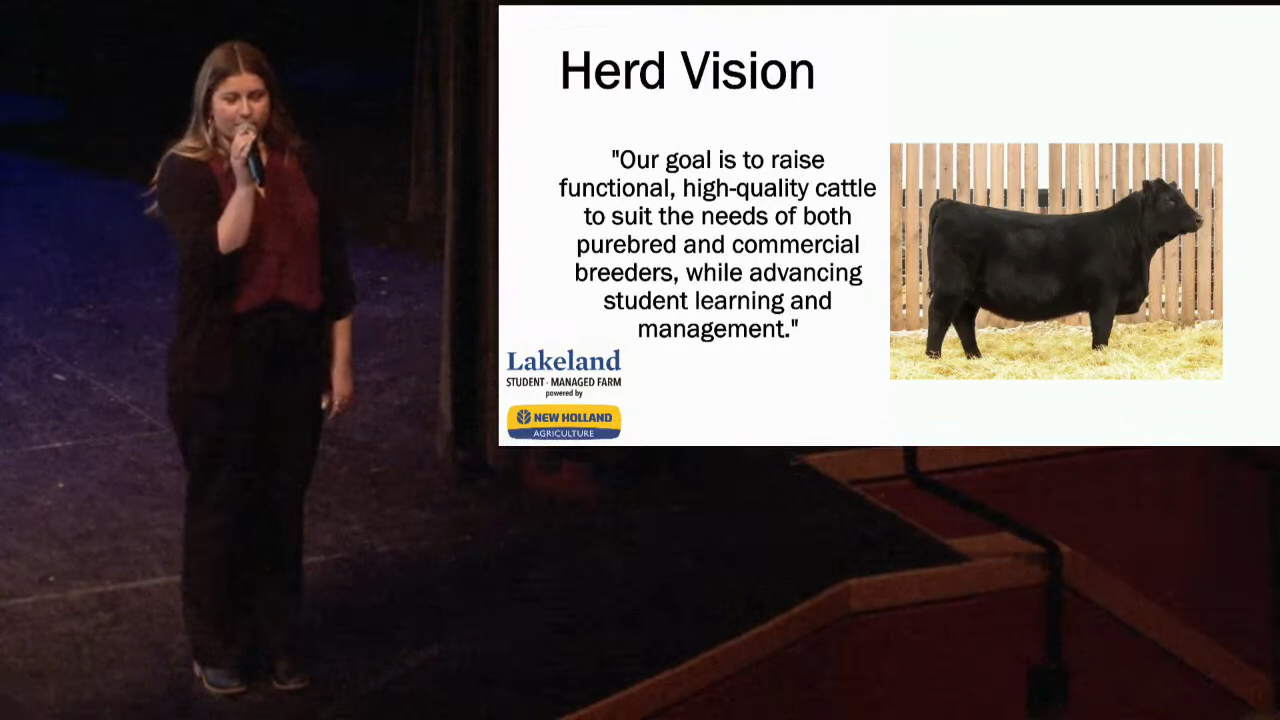 Herd Vision
"Our goal is to raise
functional, high-quality cattle
to suit the needs of both
purebred and commercial
breeders, while advancing
student learning and
management."
Lakeland
STUDENT - MANAGED FARM
powered by
NEW HOLLAND
AGRICULTURE